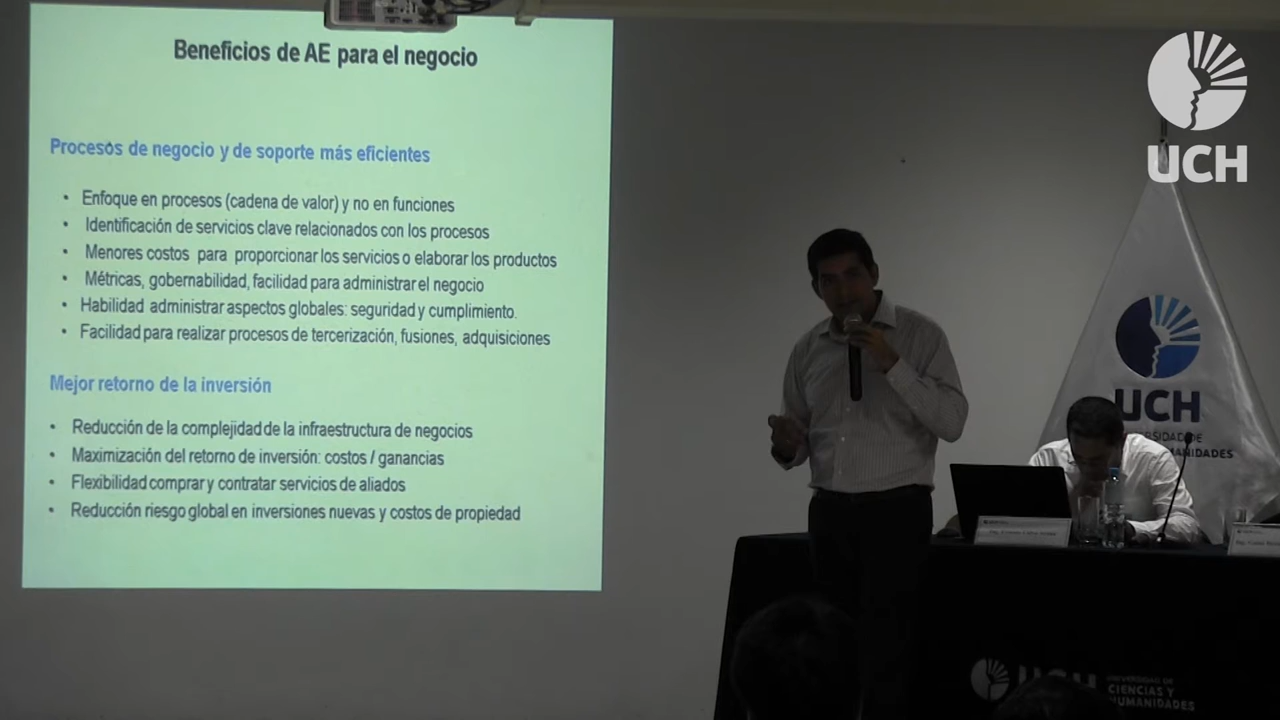 Beneficios de AE para el negocio
Procesos de negocio y de soporte más eficientes
• Enfoque en procesos (cadena de valor) y no en funciones
• Identificación de servicios clave relacionados con los procesos
• Menores costos para proporcionar los servicios o elaborar los productos
• Métricas, gobernabilidad, facilidad para administrar el negocio
• Habilidad administrar aspectos globales: seguridad y cumplimiento.
• Facilidad para realizar procesos de tercerización, fusiones, adquisiciones
Mejor retorno de la inversión
• Reducción de la complejidad de la infraestructura de negocios
• Maximización del retorno de inversión: costos / ganancias
• Flexibilidad comprar y contratar servicios de aliados
• Reducción riesgo global en inversiones nuevas y costos de propiedad
UCH
UCH
UCH
UNIVERSIDAD DE
CIENCIAS Y
HUMANIDADES